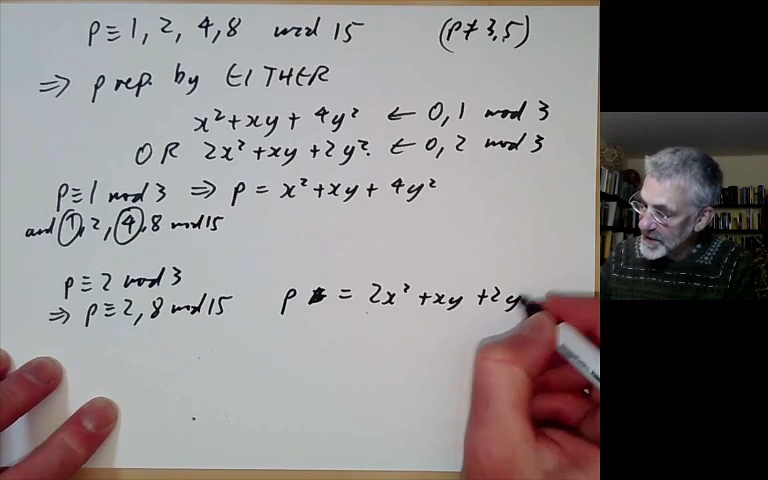 p ≡ 1, 2, 4, 8 mod 15 (p ≠ 3, 5)
⇒ p rep. by EITHER
x² + xy + 4y² ← 0, 1 mod 3
OR 2x² + xy + 2y². ← 0, 2 mod 3
p ≡ 1 mod 3 ⇒ p = x² + xy + 4y²
and 1, 2, 4, 8 mod 15
p ≡ 2 mod 3
⇒ p ≡ 2, 8 mod 15 p = 2x² + xy + 2y